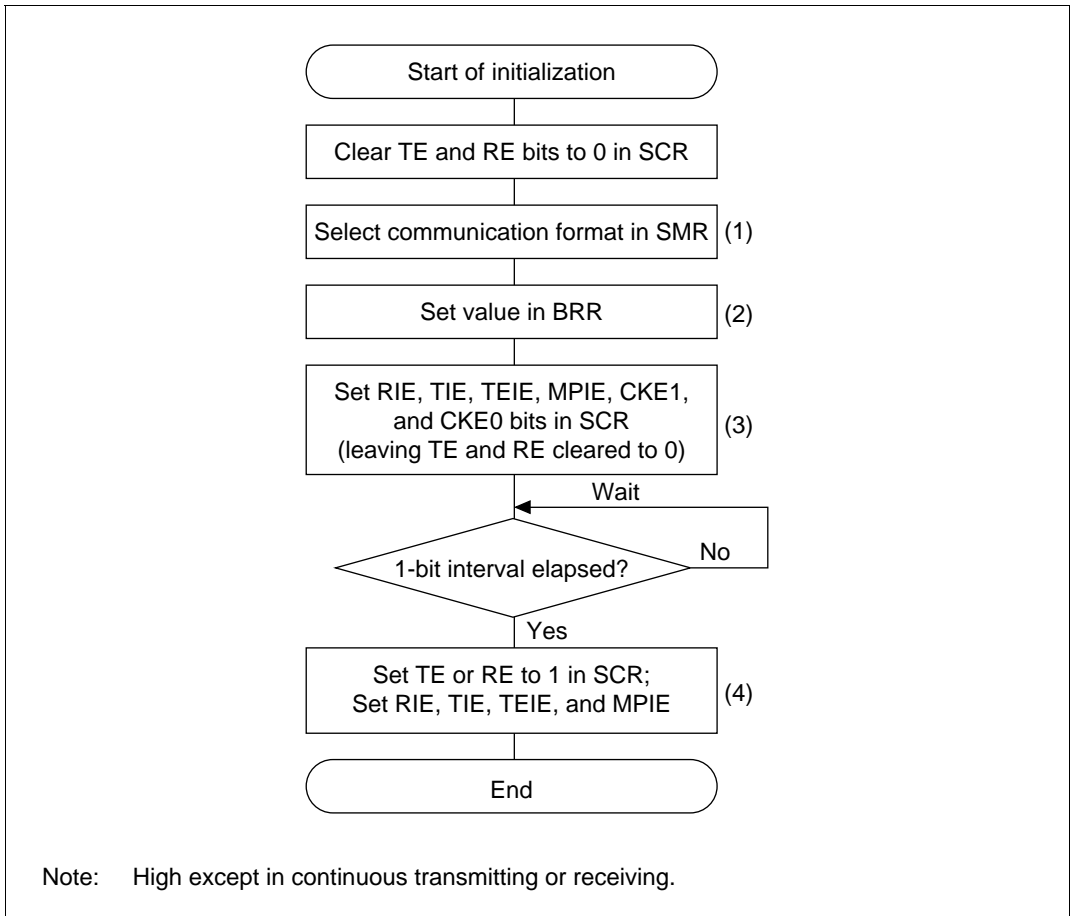 Start of initialization
Clear TE and RE bits to 0 in SCR
Select communication format in SMR (1)
Set value in BRR (2)
Set RIE, TIE, TEIE, MPIE, CKE1,
and CKE0 bits in SCR
(leaving TE and RE cleared to 0)
(3)
Wait
1-bit interval elapsed?
No
Yes
Set TE or RE to 1 in SCR;
Set RIE, TIE, TEIE, and MPIE
(4)
End
Note: High except in continuous transmitting or receiving.